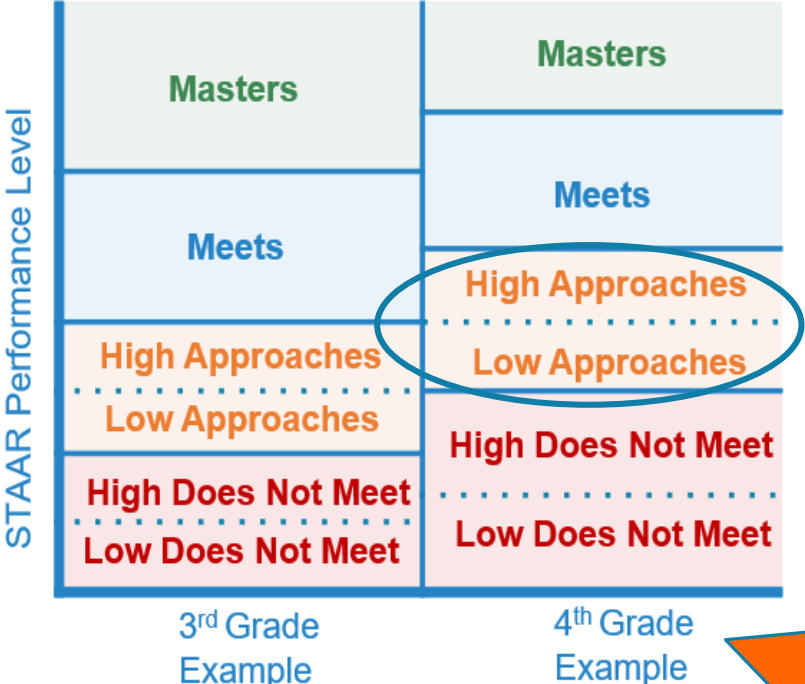 STAAR Performance Level
Masters
Meets
High Approaches
Low Approaches
High Does Not Meet
Low Does Not Meet
3rd Grade
Example
Masters
Meets
High Approaches
Low Approaches
High Does Not Meet
Low Does Not Meet
4th Grade
Example